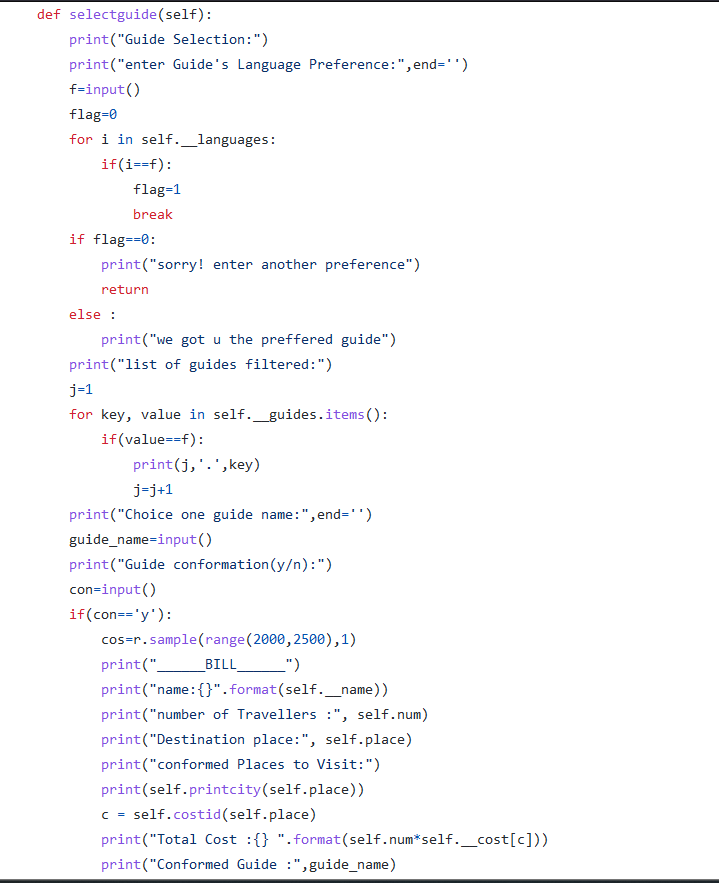 def selectguide(self):
    print("Guide Selection:")
    print("enter Guide's Language Preference:",end='')
    f=input()
    flag=0
    for i in self.__languages:
        if(i==f):
            flag=1
            break
    if flag==0:
        print("sorry! enter another preference")
        return
    else :
        print("we got u the preffered guide")
    print("list of guides filtered:")
    j=1
    for key, value in self.__guides.items():
        if(value==f):
            print(j,'.',key)
            j=j+1
    print("Choice one guide name:",end='')
    guide_name=input()
    print("Guide conformation(y/n):")
    con=input()
    if(con=='y'):
        cos=r.sample(range(2000,2500),1)
        print("______BILL______")
        print("name:{}".format(self.__name))
        print("number of Travellers :", self.num)
        print("Destination place:", self.place)
        print("conformed Places to Visit:")
        print(self.printcity(self.place))
        c = self.costid(self.place)
        print("Total Cost :{} ".format(self.num*self.__cost[c]))
        print("Conformed Guide :",guide_name)